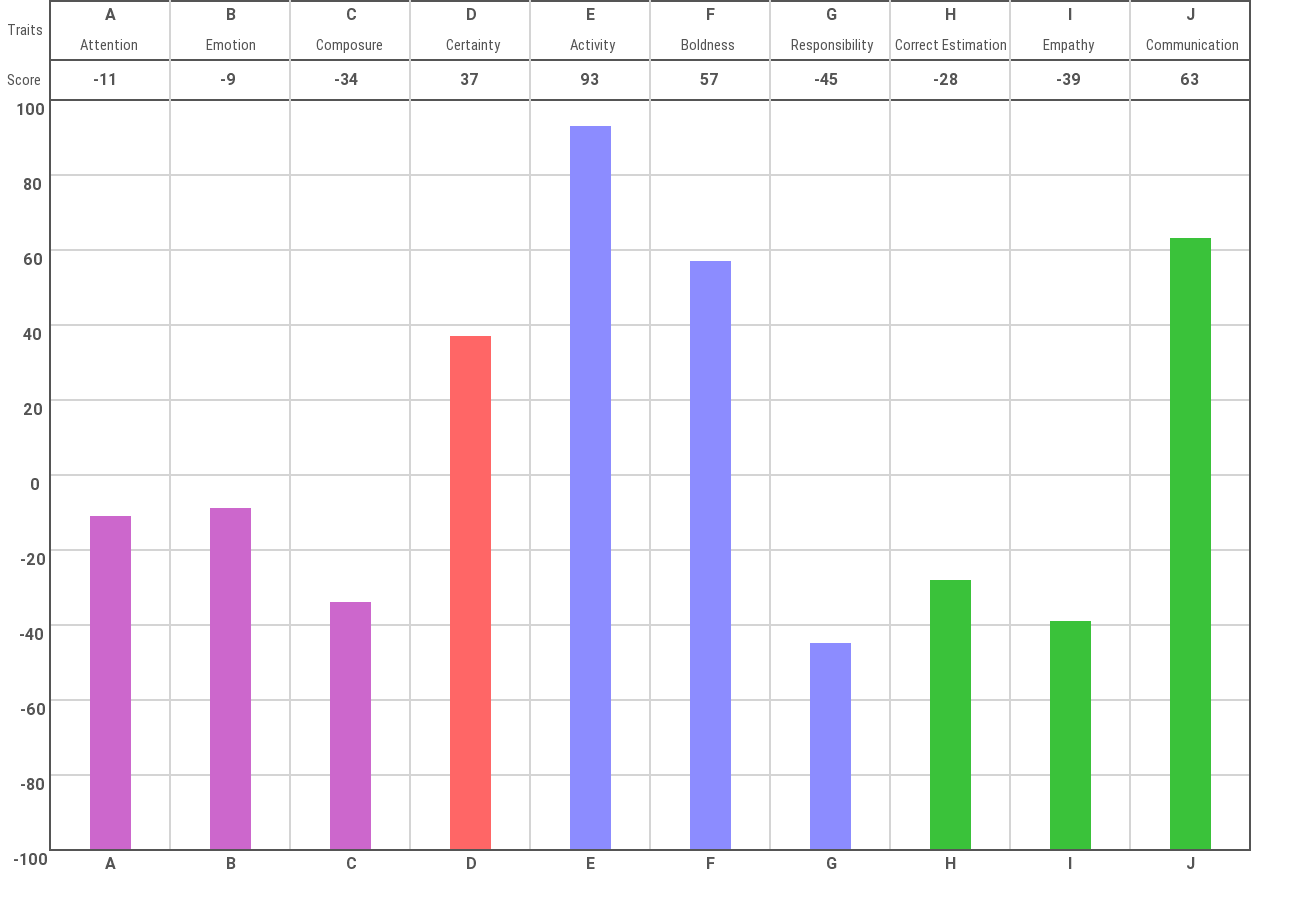 A B C D E F G H I J
Traits
Attention Emotion Composure Certainty Activity Boldness Responsibility Correct Estimation Empathy Communication
Score -11 -9 -34 37 93 57 -45 -28 -39 63
100
80
60
40
20
0
-20
-40
-60
-80
-100
A B C D E F G H I J